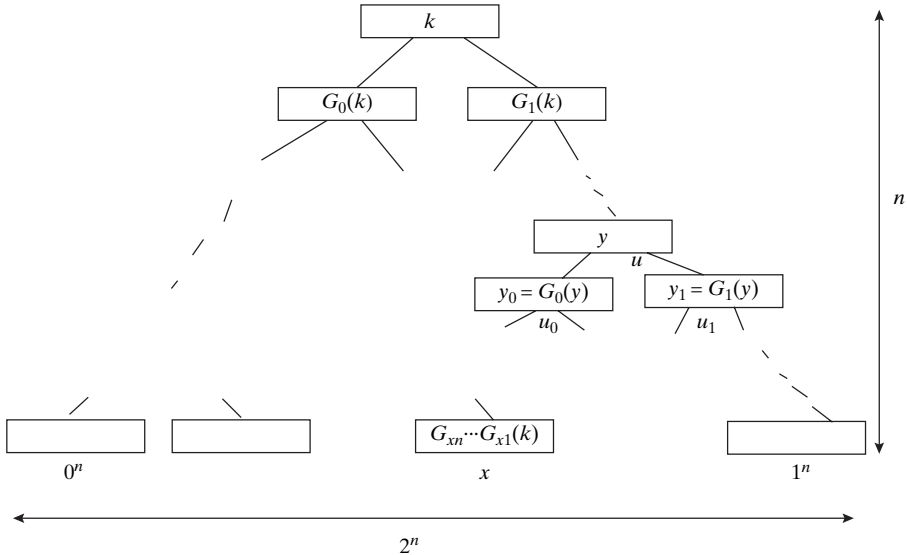 k
G₀(k) G₁(k)
n
y
u
y₀ = G₀(y) y₁ = G₁(y)
u₀ u₁
Gₓₙ···Gₓ₁(k)
0ⁿ x 1ⁿ
2ⁿ